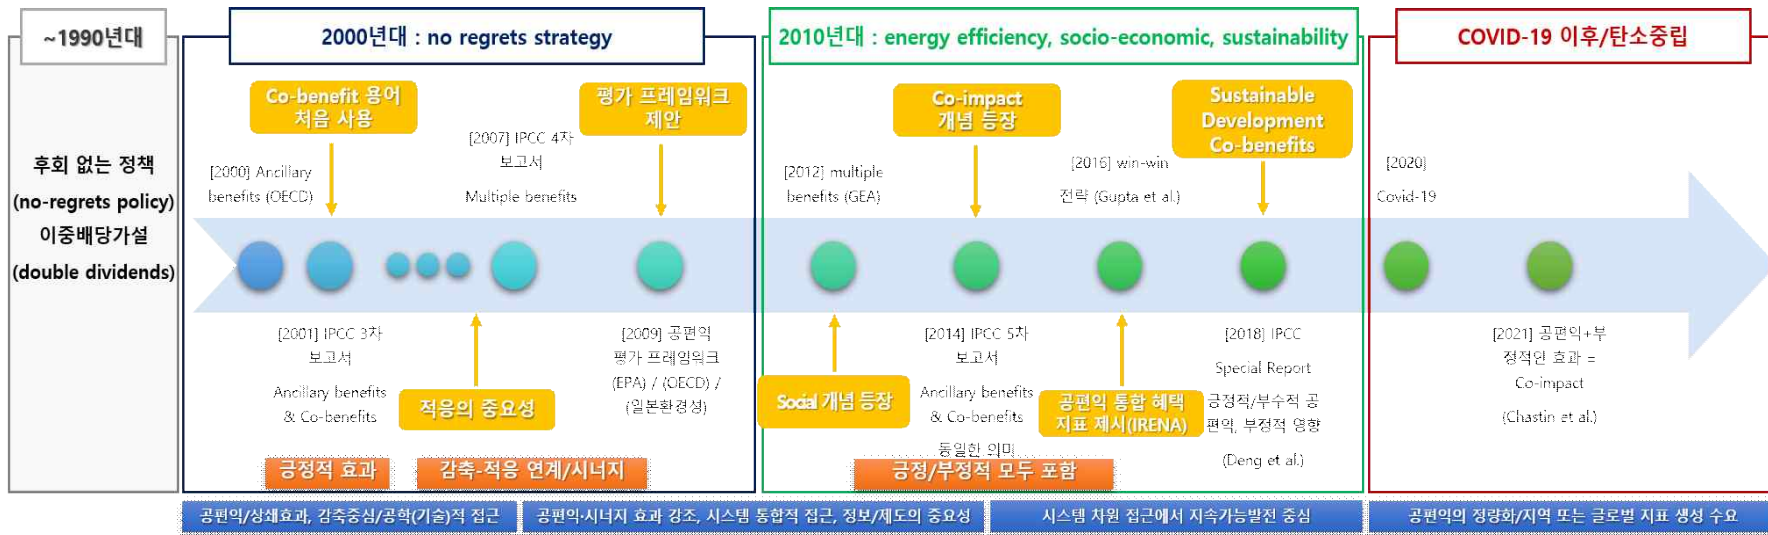 ~1990년대
후회 없는 정책
(no-regrets policy)
이중배당가설
(double dividends)
2000년대 : no regrets strategy
Co-benefit 용어
처음 사용
평가 프레임워크
제안
[2000] Ancillary
benefits (OECD)
[2007] IPCC 4차
보고서
Multiple benefits
[2001] IPCC 3차
보고서
Ancillary benefits
& Co-benefits
적응의 중요성
[2009] 공편익
평가 프레임워크
(EPA) / (OECD) /
(일본환경성)
긍정적 효과
감축-적응 연계/시너지
2010년대 : energy efficiency, socio-economic, sustainability
Co-impact
개념 등장
Sustainable
Development
Co-benefits
[2012] multiple
benefits (GEA)
[2016] win-win
전략 (Gupta et al.)
Social 개념 등장
[2014] IPCC 5차
보고서
Ancillary benefits
& Co-benefits
동일한 의미
공편익 통합 혜택
지표 제시(IRENA)
[2018] IPCC
Special Report
긍정적/부수적 공
편익, 부정적 영향
(Deng et al.)
긍정/부정적 모두 포함
COVID-19 이후/탄소중립
[2020]
Covid-19
[2021] 공편익+부
정적인 효과 =
Co-impact
(Chastin et al.)
공편익/상쇄효과, 감축중심/공학(기술)적 접근
공편익·시너지 효과 강조, 시스템 통합적 접근, 정보/제도의 중요성
시스템 차원 접근에서 지속가능발전 중심
공편익의 정량화/지역 또는 글로벌 지표 생성 수요